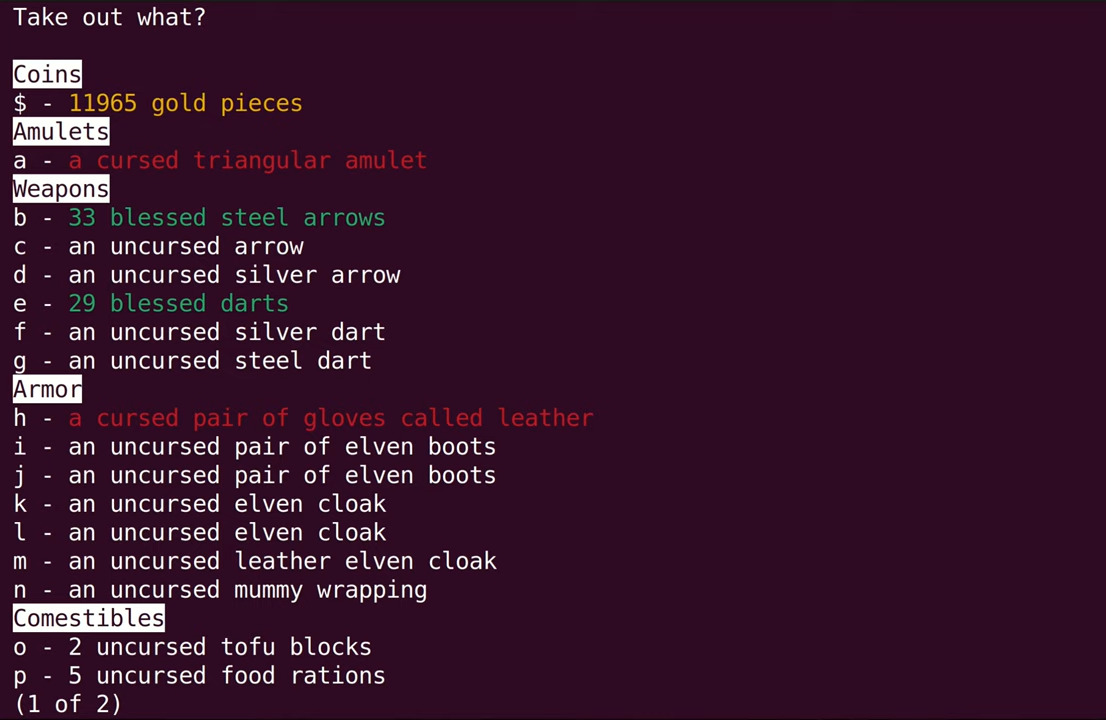 Take out what?
Coins
$ - 11965 gold pieces
Amulets
a - a cursed triangular amulet
Weapons
b - 33 blessed steel arrows
c - an uncursed arrow
d - an uncursed silver arrow
e - 29 blessed darts
f - an uncursed silver dart
g - an uncursed steel dart
Armor
h - a cursed pair of gloves called leather
i - an uncursed pair of elven boots
j - an uncursed pair of elven boots
k - an uncursed elven cloak
l - an uncursed elven cloak
m - an uncursed leather elven cloak
n - an uncursed mummy wrapping
Comestibles
o - 2 uncursed tofu blocks
p - 5 uncursed food rations
(1 of 2)